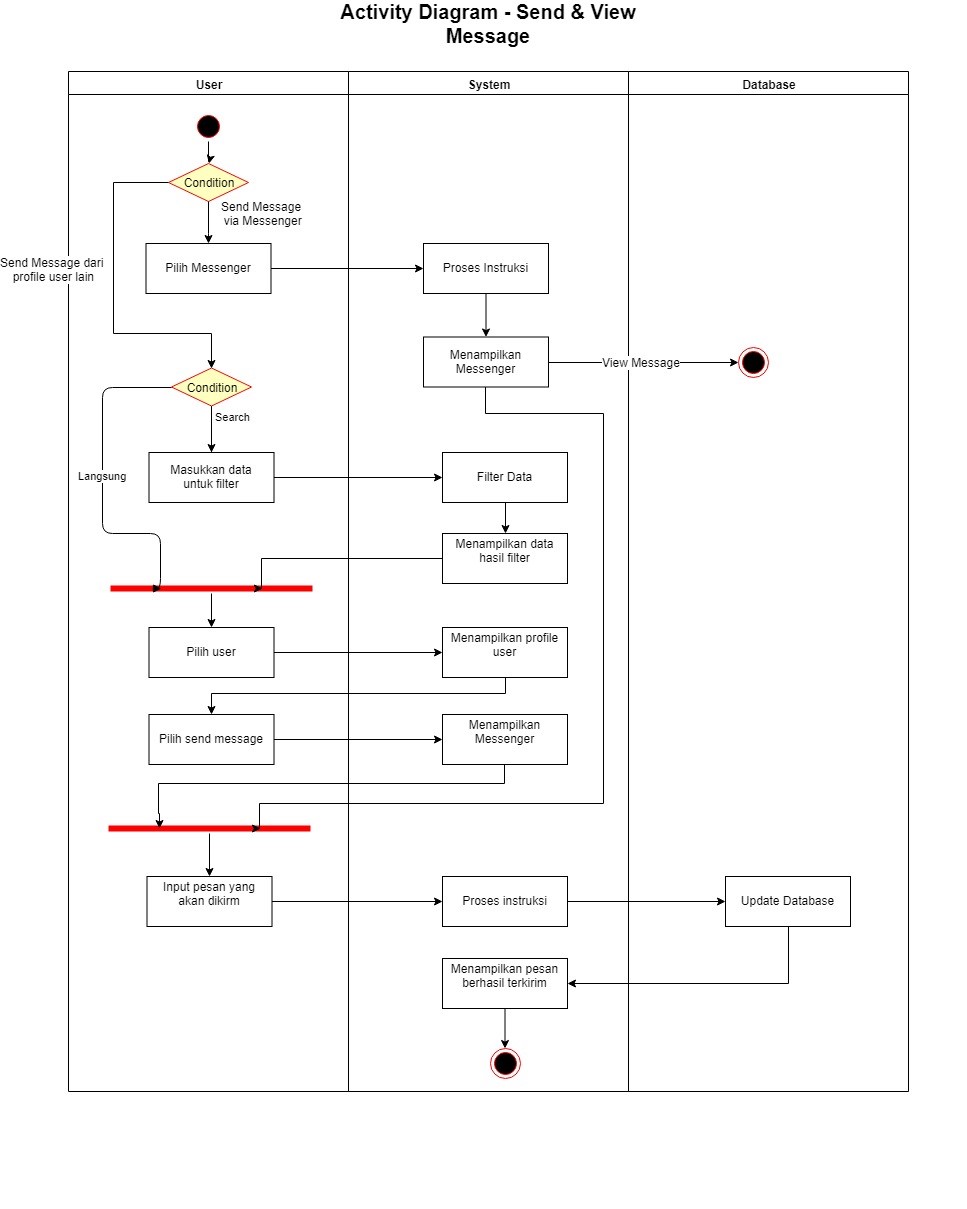 Activity Diagram - Send & View
Message
User
System
Database
Condition
Send Message
via Messenger
Send Message dari
profile user lain
Pilih Messenger
Proses Instruksi
Menampilkan
Messenger
View Message
Condition
Search
Langsung
Masukkan data
untuk filter
Filter Data
Menampilkan data
hasil filter
Pilih user
Menampilkan profile
user
Pilih send message
Menampilkan
Messenger
Input pesan yang
akan dikirm
Proses instruksi
Update Database
Menampilkan pesan
berhasil terkirim